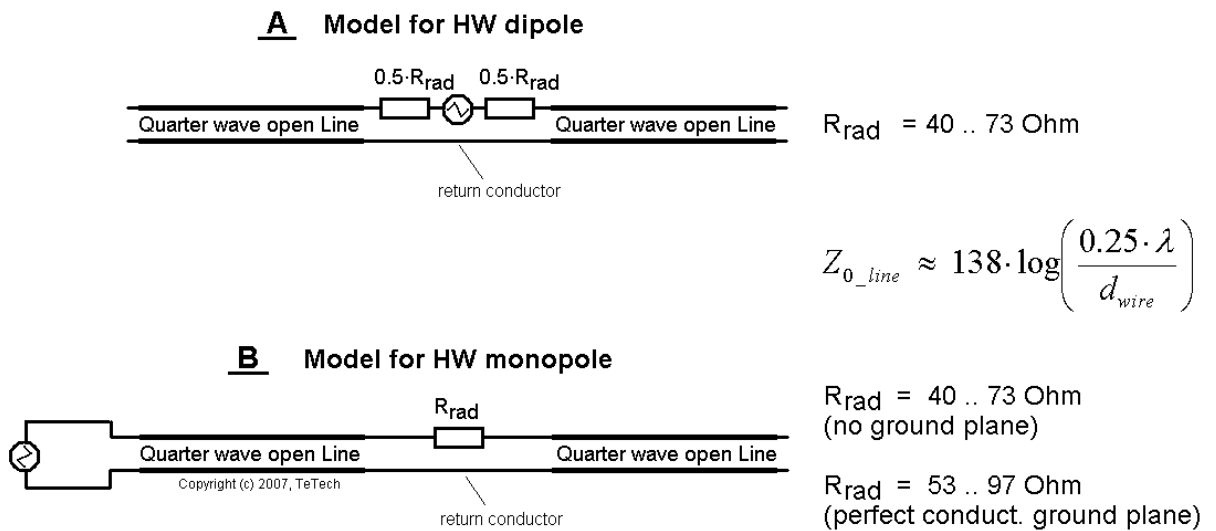 A Model for HW dipole
0.5·Rrad 0.5·Rrad
Quarter wave open Line Quarter wave open Line
return conductor
Rrad = 40 .. 73 Ohm
Z0_line ≈ 138·log(0.25·λ / dwire)
B Model for HW monopole
Rrad
Quarter wave open Line Quarter wave open Line
Copyright (c) 2007, TeTech
return conductor
Rrad = 40 .. 73 Ohm
(no ground plane)
Rrad = 53 .. 97 Ohm
(perfect conduct. ground plane)